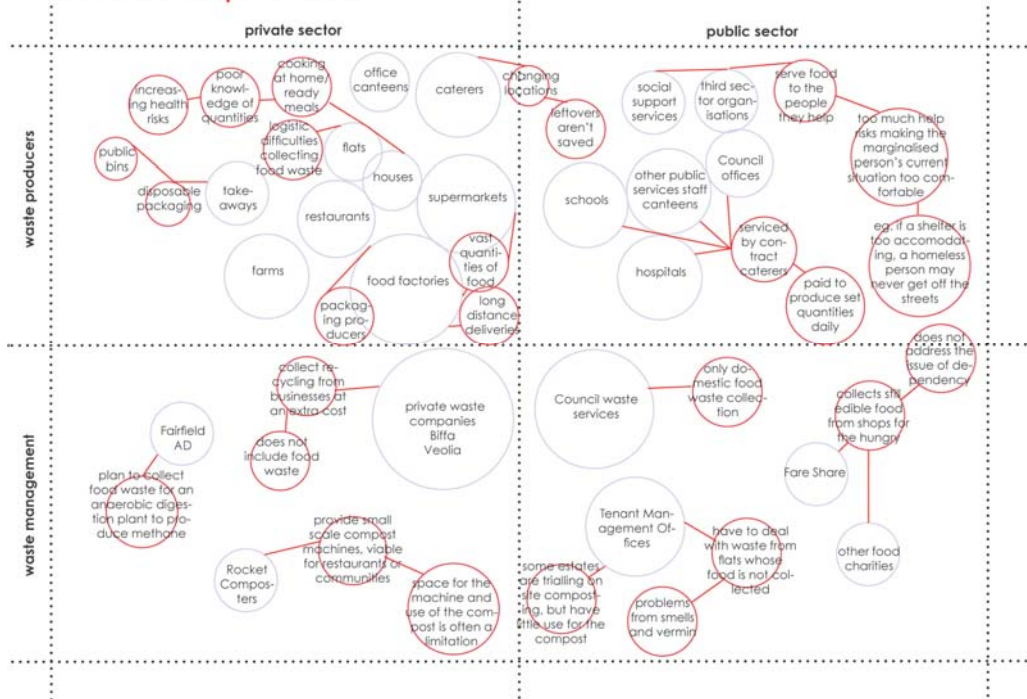 private sector
public sector
waste producers
increas-
ing health
risks
poor
knowl-
edge of
quantities
cooking
at home/
ready
meals
office
canteens
caterers
changing
locations
leftovers
aren't
saved
public
bins
disposable
packaging
take-
aways
logistic
difficulties
collecting
food waste
flats
houses
restaurants
supermarkets
farms
food factories
vast
quanti-
ties of
food
packag-
ing pro-
ducers
long
distance
deliveries
social
support
services
third sec-
tor organ-
isations
serve food
to the
people
they help
too much help
risks making the
marginalised
person's current
situation too com-
fortable
schools
other public
services staff
canteens
Council
offices
hospitals
serviced
by con-
tract
caterers
paid to
produce set
quantities
daily
eg. if a shelter is
too accomodat-
ing, a homeless
person may
never get off the
streets
waste management
Fairfield
AD
plan to collect
food waste for an
anaerobic diges-
tion plant to pro-
duce methane
collect re-
cycling from
businesses at
an extra cost
does not
include food
waste
private waste
companies
Biffa
Veolia
Rocket
Compos-
ters
provide small
scale compost
machines, viable
for restaurants or
communities
space for the
machine and
use of the com-
post is often a
limitation
Council waste
services
only do-
mestic food
waste collec-
tion
does not
address the
issue of de-
pendency
collects still
edible food
from shops for
the hungry
Fare Share
other food
charities
Tenant Man-
agement Of-
fices
have to deal
with waste from
flats whose
food is not col-
lected
some estates
are trialling on
site compost-
ing, but have
little use for the
compost
problems
from smells
and vermin